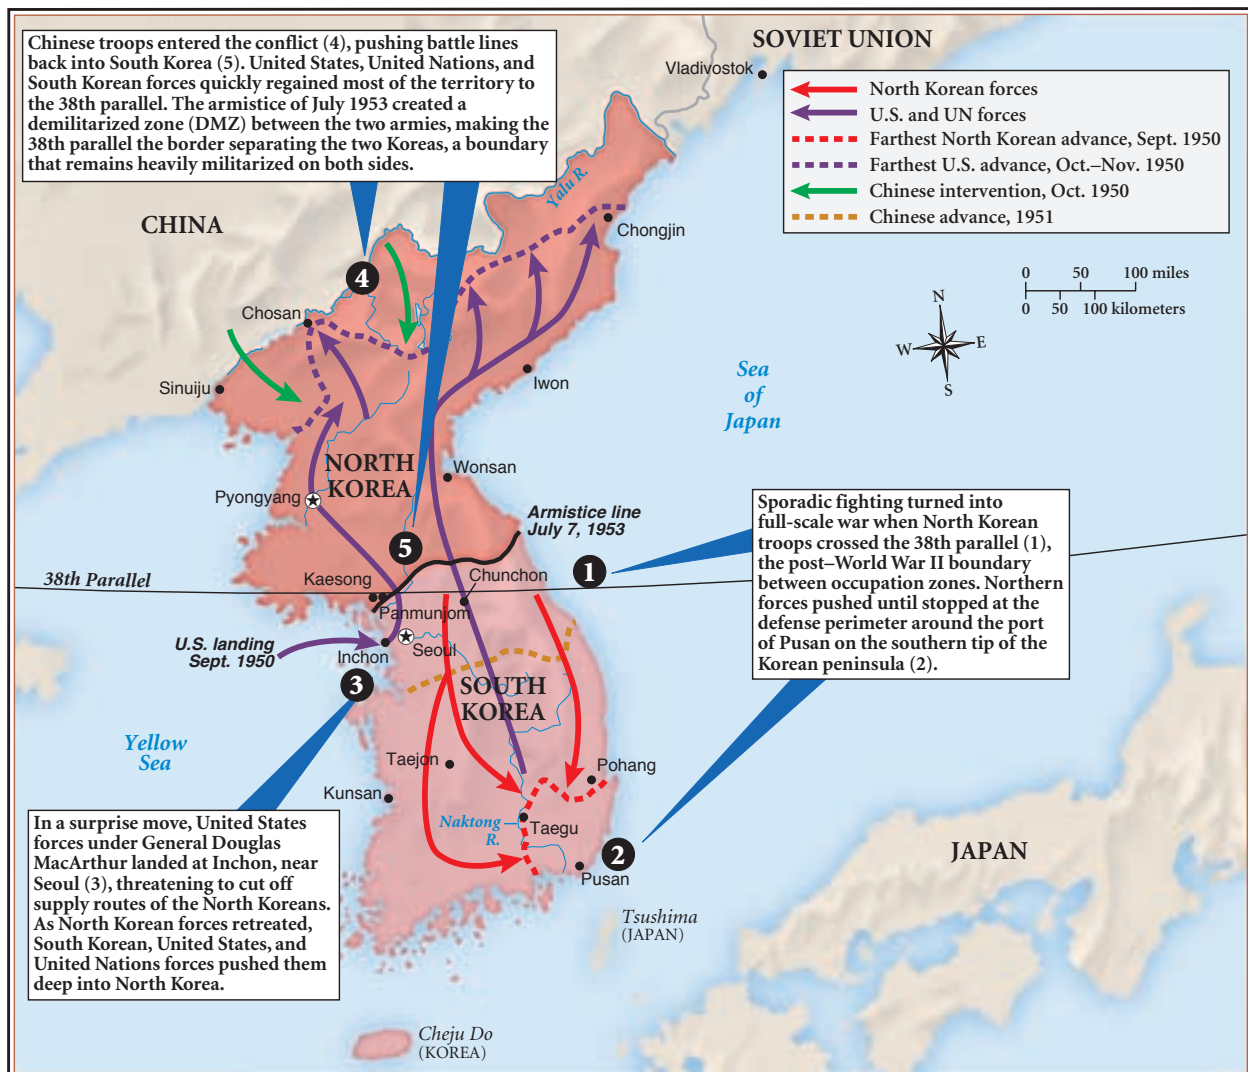 Chinese troops entered the conflict (4), pushing battle lines
back into South Korea (5). United States, United Nations, and
South Korean forces quickly regained most of the territory to
the 38th parallel. The armistice of July 1953 created a
demilitarized zone (DMZ) between the two armies, making the
38th parallel the border separating the two Koreas, a boundary
that remains heavily militarized on both sides.
SOVIET UNION
Vladivostok
North Korean forces
U.S. and UN forces
Farthest North Korean advance, Sept. 1950
Farthest U.S. advance, Oct.–Nov. 1950
Chinese intervention, Oct. 1950
Chinese advance, 1951
0 50 100 miles
0 50 100 kilometers
N
W
E
S
CHINA
Yalu R.
Chongjin
4
Chosan
Sinuiju
Iwon
Sea
of
Japan
NORTH
KOREA
Wonsan
Pyongyang
Armistice line
July 7, 1953
5
1
38th Parallel
Kaesong
Chunchon
Panmunjom
U.S. landing
Sept. 1950
Inchon
Seoul
3
SOUTH
KOREA
Sporadic fighting turned into
full-scale war when North Korean
troops crossed the 38th parallel (1),
the post–World War II boundary
between occupation zones. Northern
forces pushed until stopped at the
defense perimeter around the port
of Pusan on the southern tip of the
Korean peninsula (2).
Yellow
Sea
Taejon
Pohang
Kunsan
Naktong
R.
Taegu
2
Pusan
JAPAN
Tsushima
(JAPAN)
In a surprise move, United States
forces under General Douglas
MacArthur landed at Inchon, near
Seoul (3), threatening to cut off
supply routes of the North Koreans.
As North Korean forces retreated,
South Korean, United States, and
United Nations forces pushed them
deep into North Korea.
Cheju Do
(KOREA)